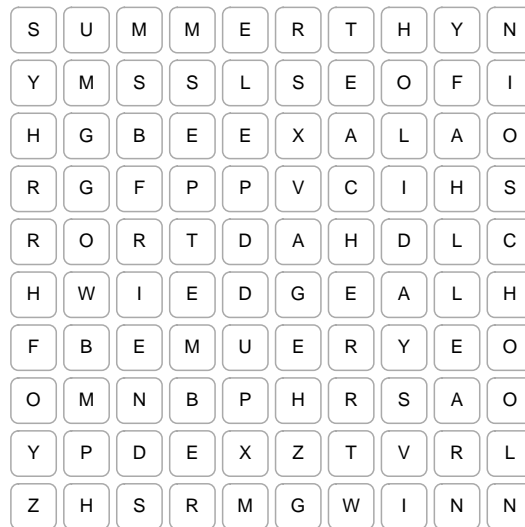 S U M M E R T H Y N
Y M S S L S E O F I
H G B E E X A L A O
R G F P P V C I H S
R O R T D A H D L C
H W I E D G E A L H
F B E M U E R Y E O
O M N B P H R S A O
Y P D E X Z T V R L
Z H S R M G W I N N